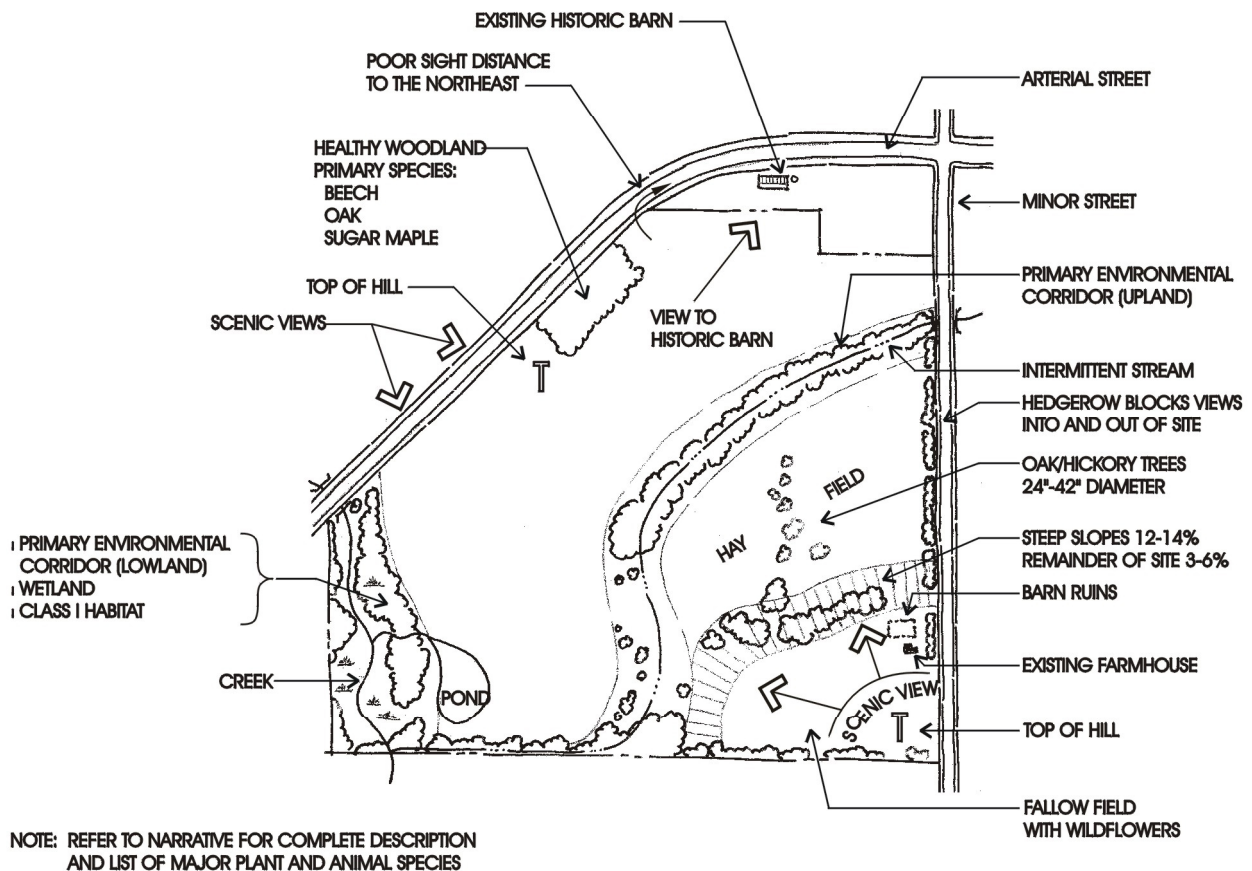 EXISTING HISTORIC BARN
POOR SIGHT DISTANCE
TO THE NORTHEAST
ARTERIAL STREET
HEALTHY WOODLAND
PRIMARY SPECIES:
BEECH
OAK
SUGAR MAPLE
MINOR STREET
TOP OF HILL
PRIMARY ENVIRONMENTAL
CORRIDOR (UPLAND)
SCENIC VIEWS
VIEW TO
HISTORIC BARN
T
INTERMITTENT STREAM
HEDGEROW BLOCKS VIEWS
INTO AND OUT OF SITE
OAK/HICKORY TREES
24"-42" DIAMETER
HAY FIELD
PRIMARY ENVIRONMENTAL
CORRIDOR (LOWLAND)
WETLAND
CLASS I HABITAT
STEEP SLOPES 12-14%
REMAINDER OF SITE 3-6%
BARN RUINS
EXISTING FARMHOUSE
CREEK
POND
SCENIC VIEW
T
TOP OF HILL
FALLOW FIELD
WITH WILDFLOWERS
NOTE: REFER TO NARRATIVE FOR COMPLETE DESCRIPTION
AND LIST OF MAJOR PLANT AND ANIMAL SPECIES